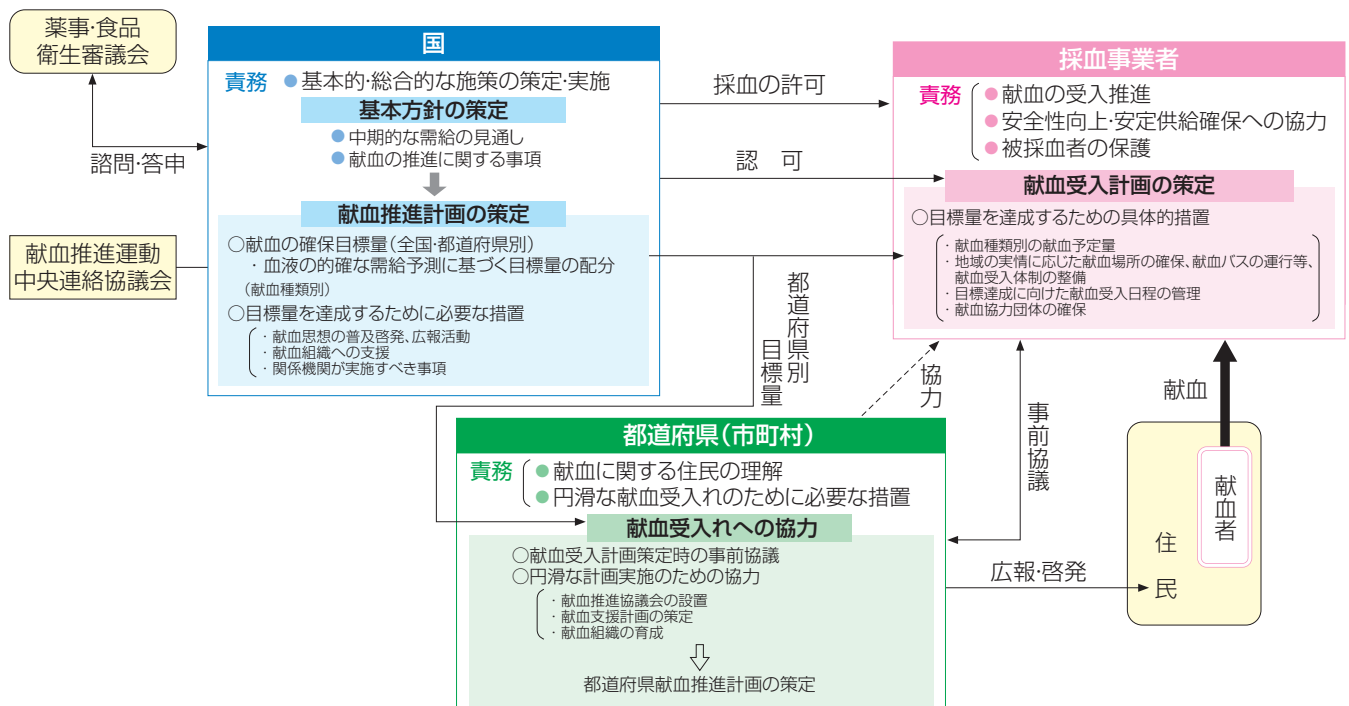 薬事・食品
衛生審議会
諮問・答申
献血推進運動
中央連絡協議会
国
責務
●基本的・総合的な施策の策定・実施
基本方針の策定
●中期的な需給の見通し
●献血の推進に関する事項
献血推進計画の策定
○献血の確保目標量(全国・都道府県別)
・血液の的確な需給予測に基づく目標量の配分
(献血種類別)
○目標量を達成するために必要な措置
・献血思想の普及啓発、広報活動
・献血組織への支援
・関係機関が実施すべき事項
採血の許可
認 可
都道府県別
目標量
採血事業者
責務
●献血の受入推進
●安全性向上・安定供給確保への協力
●被採血者の保護
献血受入計画の策定
○目標量を達成するための具体的措置
・献血種類別の献血予定量
・地域の実情に応じた献血場所の確保、献血バスの運行等、
献血受入体制の整備
・目標達成に向けた献血受入日程の管理
・献血協力団体の確保
協力
事前協議
献血
都道府県(市町村)
責務
●献血に関する住民の理解
●円滑な献血受入れのために必要な措置
献血受入れへの協力
○献血受入計画策定時の事前協議
○円滑な計画実施のための協力
・献血推進協議会の設置
・献血支援計画の策定
・献血組織の育成
都道府県献血推進計画の策定
広報・啓発
住民
献血者